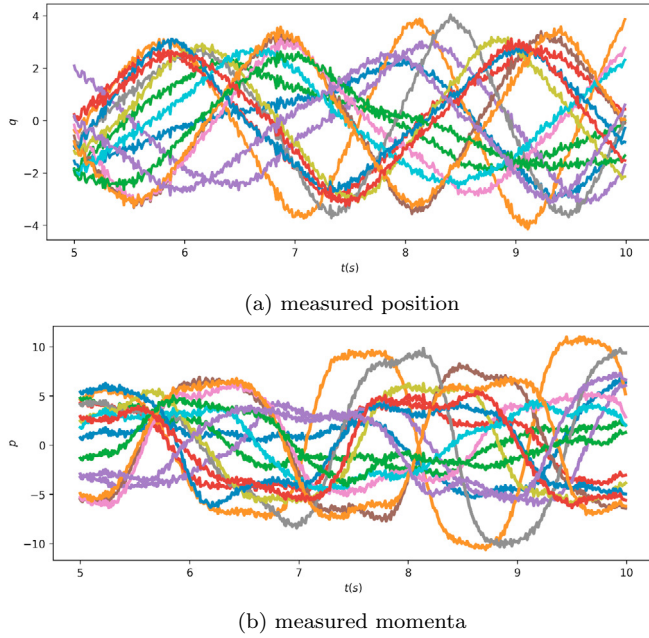 4
2
0
−2
−4
q
5 6 7 8 9 10
t(s)
(a) measured position
10
5
0
−5
−10
p
5 6 7 8 9 10
t(s)
(b) measured momenta